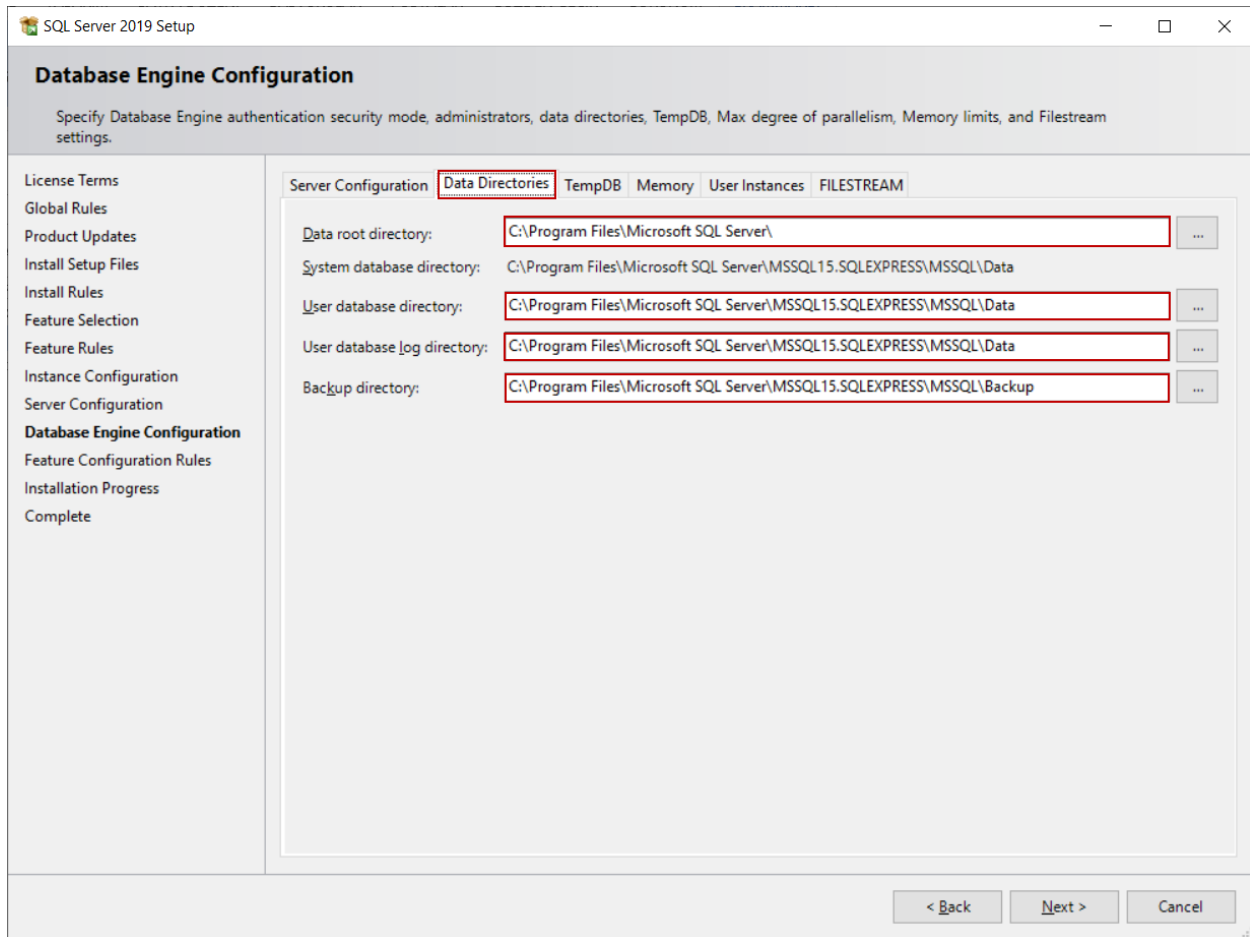 SQL Server 2019 Setup
Database Engine Configuration
Specify Database Engine authentication security mode, administrators, data directories, TempDB, Max degree of parallelism, Memory limits, and Filestream
settings.
License Terms
Global Rules
Product Updates
Install Setup Files
Install Rules
Feature Selection
Feature Rules
Instance Configuration
Server Configuration
Database Engine Configuration
Feature Configuration Rules
Installation Progress
Complete
Server Configuration Data Directories TempDB Memory User Instances FILESTREAM
Data root directory: C:\Program Files\Microsoft SQL Server\ ...
System database directory: C:\Program Files\Microsoft SQL Server\MSSQL15.SQLEXPRESS\MSSQL\Data
User database directory: C:\Program Files\Microsoft SQL Server\MSSQL15.SQLEXPRESS\MSSQL\Data ...
User database log directory: C:\Program Files\Microsoft SQL Server\MSSQL15.SQLEXPRESS\MSSQL\Data ...
Backup directory: C:\Program Files\Microsoft SQL Server\MSSQL15.SQLEXPRESS\MSSQL\Backup ...
< Back Next > Cancel